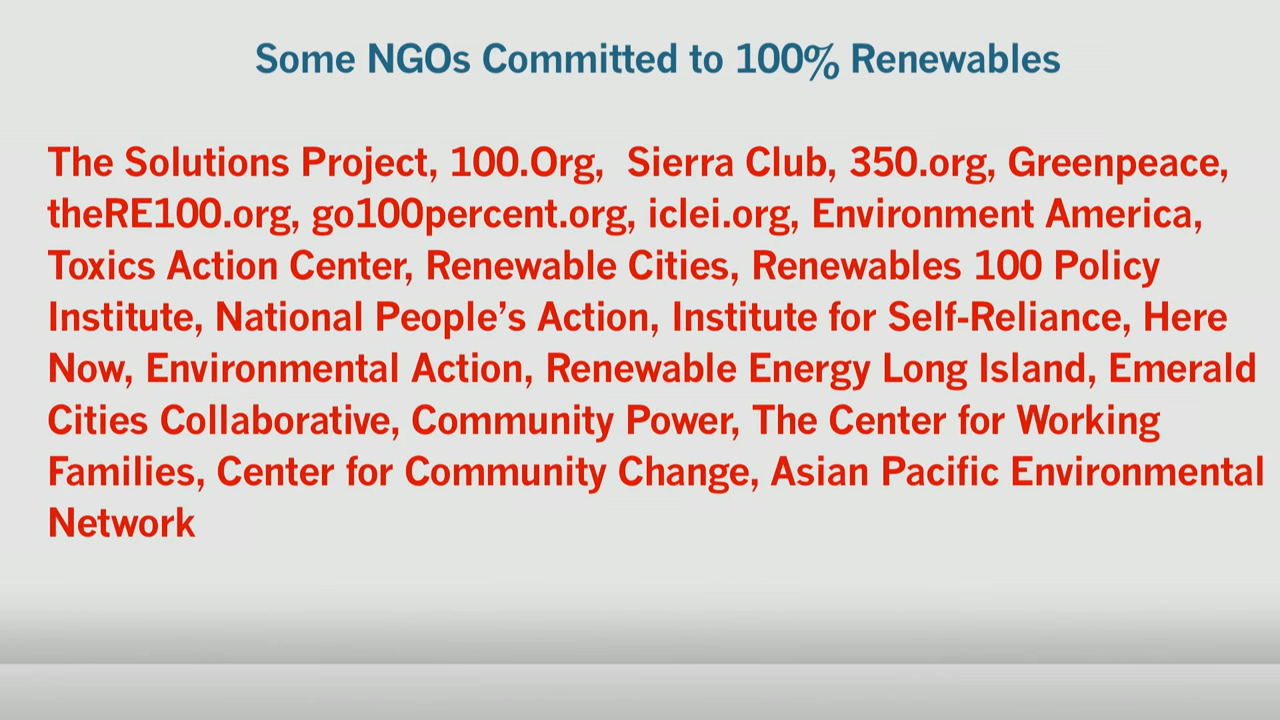 Some NGOs Committed to 100% Renewables
The Solutions Project, 100.Org,  Sierra Club, 350.org, Greenpeace,
theRE100.org, go100percent.org, iclei.org, Environment America,
Toxics Action Center, Renewable Cities, Renewables 100 Policy
Institute, National People’s Action, Institute for Self-Reliance, Here
Now, Environmental Action, Renewable Energy Long Island, Emerald
Cities Collaborative, Community Power, The Center for Working
Families, Center for Community Change, Asian Pacific Environmental
Network